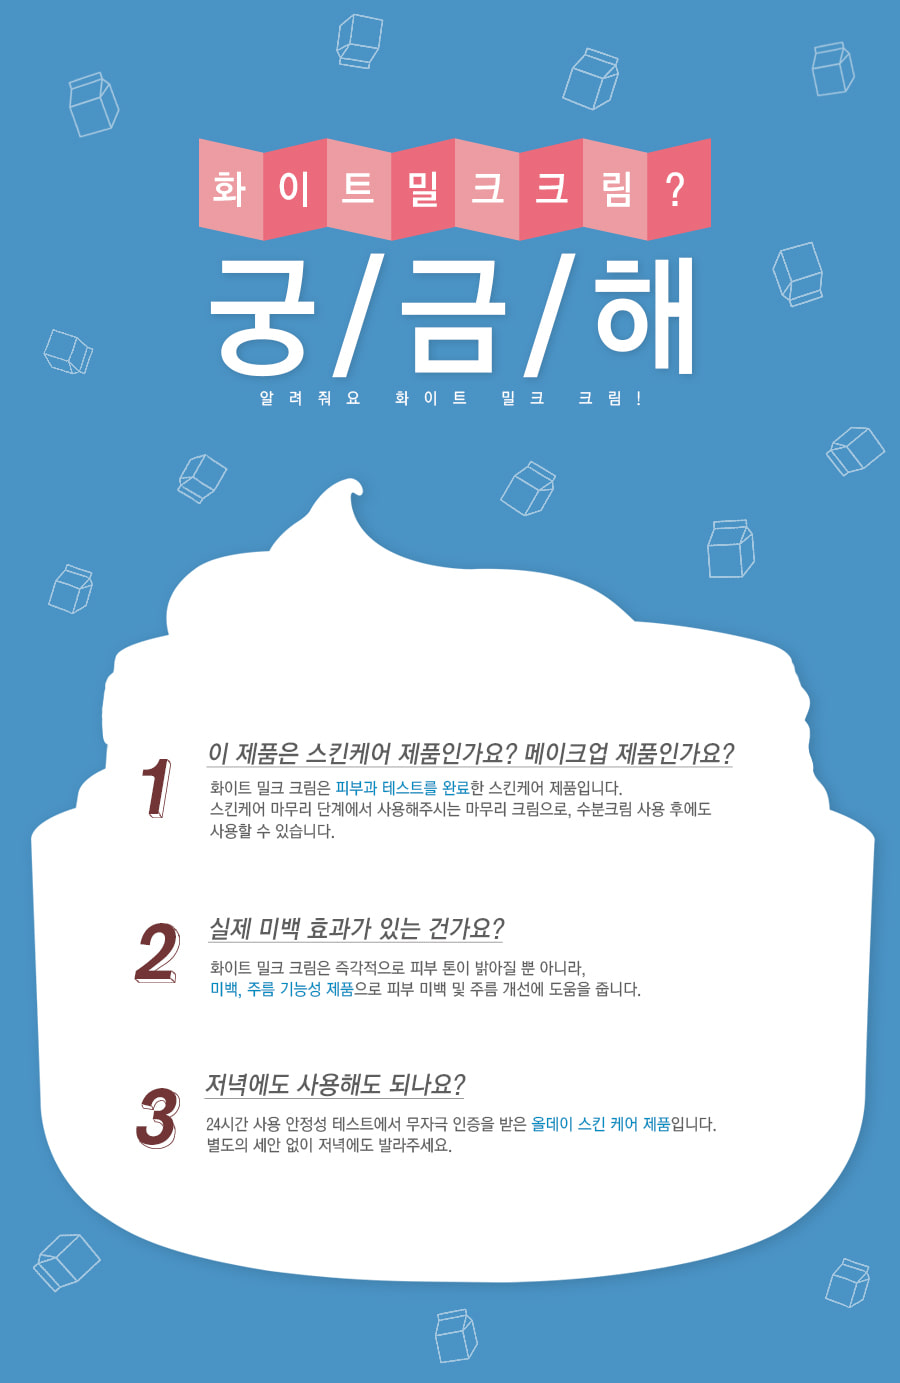 화이트밀크크림?
궁/금/해
알려줘요 화이트 밀크 크림!
1
이 제품은 스킨케어 제품인가요? 메이크업 제품인가요?
화이트 밀크 크림은 피부과 테스트를 완료한 스킨케어 제품입니다.
스킨케어 마무리 단계에서 사용해주시는 마무리 크림으로, 수분크림 사용 후에도
사용할 수 있습니다.
2
실제 미백 효과가 있는 건가요?
화이트 밀크 크림은 즉각적으로 피부 톤이 밝아질 뿐 아니라,
미백, 주름 기능성 제품으로 피부 미백 및 주름 개선에 도움을 줍니다.
3
저녁에도 사용해도 되나요?
24시간 사용 안정성 테스트에서 무자극 인증을 받은 올데이 스킨 케어 제품입니다.
별도의 세안 없이 저녁에도 발라주세요.